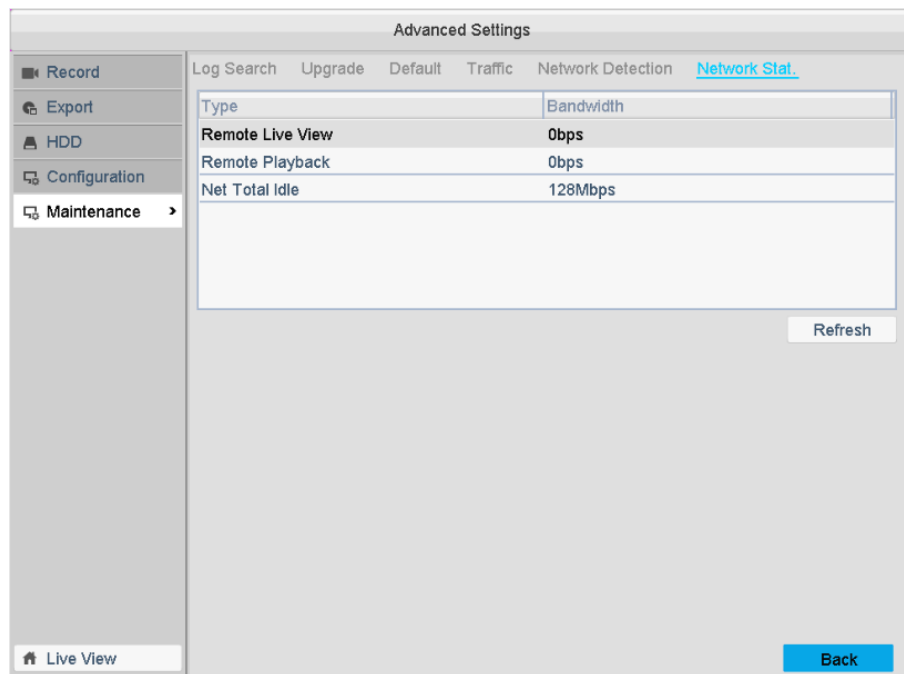 Advanced Settings
Record
Export
HDD
Configuration
Maintenance >
Log Search Upgrade Default Traffic Network Detection Network Stat.
Type Bandwidth
Remote Live View 0bps
Remote Playback 0bps
Net Total Idle 128Mbps
Refresh
Live View
Back